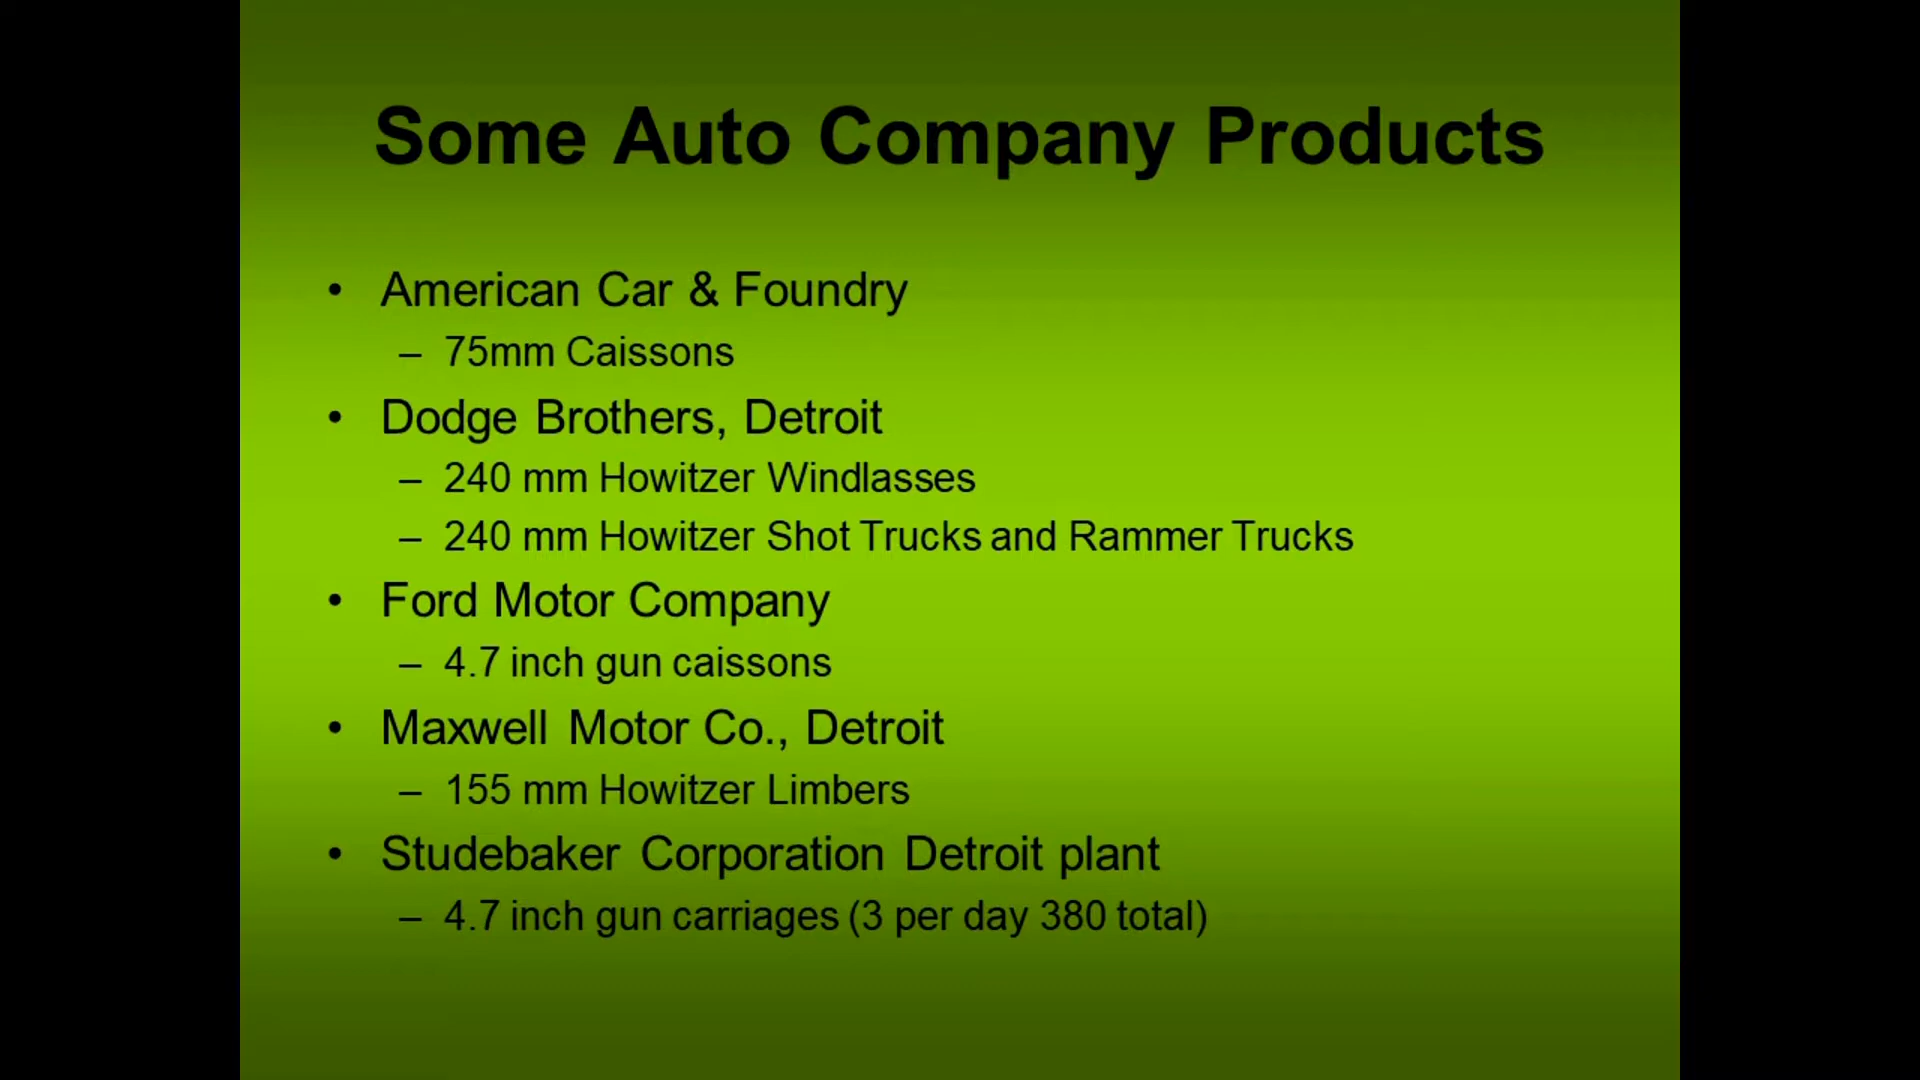 Some Auto Company Products
• American Car & Foundry
– 75mm Caissons
• Dodge Brothers, Detroit
– 240 mm Howitzer Windlasses
– 240 mm Howitzer Shot Trucks and Rammer Trucks
• Ford Motor Company
– 4.7 inch gun caissons
• Maxwell Motor Co., Detroit
– 155 mm Howitzer Limbers
• Studebaker Corporation Detroit plant
– 4.7 inch gun carriages (3 per day 380 total)